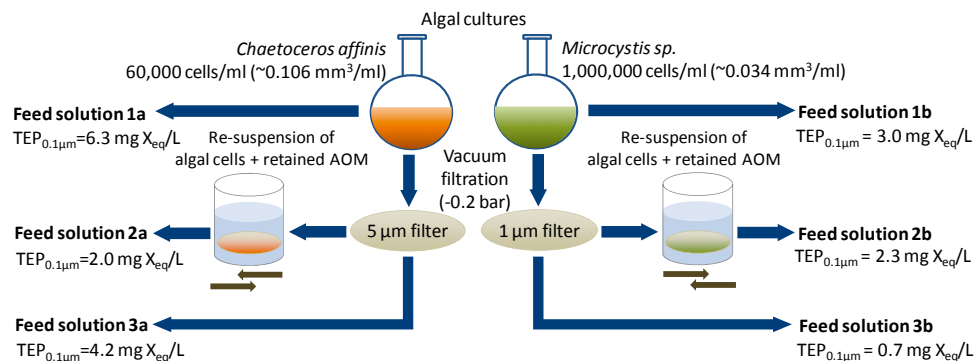 Algal cultures
Chaetoceros affinis
60,000 cells/ml (~0.106 mm³/ml)
Microcystis sp.
1,000,000 cells/ml (~0.034 mm³/ml)
Feed solution 1a
TEP0.1µm=6.3 mg Xeq/L
Feed solution 1b
TEP0.1µm = 3.0 mg Xeq/L
Re-suspension of
algal cells + retained AOM
Vacuum
filtration
(-0.2 bar)
Re-suspension of
algal cells + retained AOM
Feed solution 2a
TEP0.1µm=2.0 mg Xeq/L
5 µm filter
1 µm filter
Feed solution 2b
TEP0.1µm = 2.3 mg Xeq/L
Feed solution 3a
TEP0.1µm=4.2 mg Xeq/L
Feed solution 3b
TEP0.1µm = 0.7 mg Xeq/L